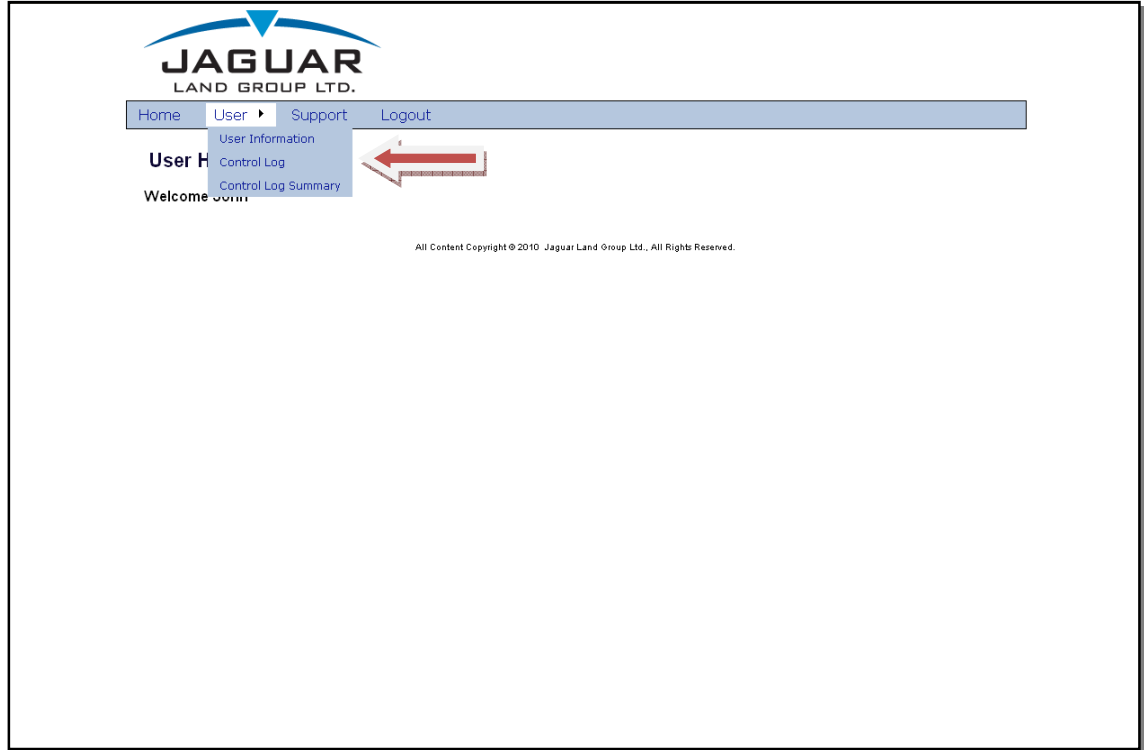 JAGUAR
LAND GROUP LTD.
Home User Support Logout
User Information
User H
Control Log
Control Log Summary
Welcome John
All Content Copyright © 2010 Jaguar Land Group Ltd., All Rights Reserved.